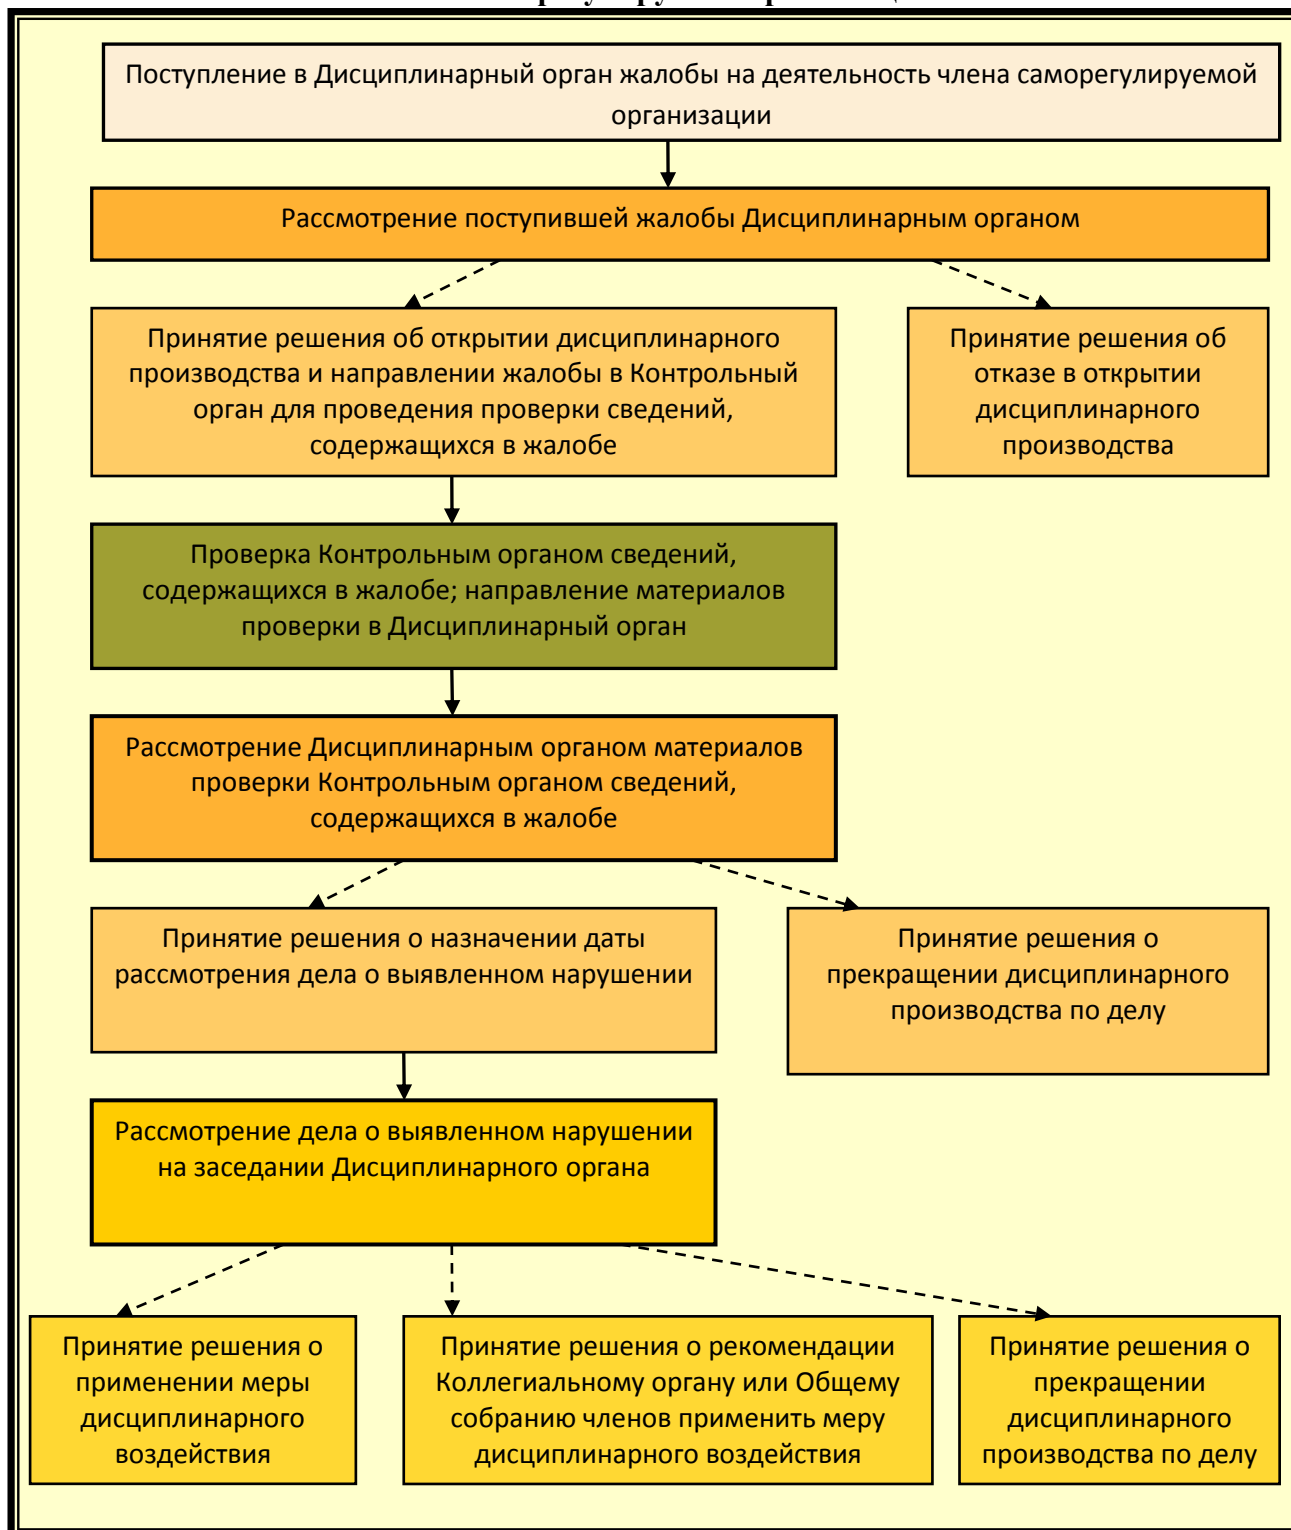 Поступление в Дисциплинарный орган жалобы на деятельность члена саморегулируемой
организации
Рассмотрение поступившей жалобы Дисциплинарным органом
Принятие решения об открытии дисциплинарного
производства и направлении жалобы в Контрольный
орган для проведения проверки сведений,
содержащихся в жалобе
Принятие решения об
отказе в открытии
дисциплинарного
производства
Проверка Контрольным органом сведений,
содержащихся в жалобе; направление материалов
проверки в Дисциплинарный орган
Рассмотрение Дисциплинарным органом материалов
проверки Контрольным органом сведений,
содержащихся в жалобе
Принятие решения о назначении даты
рассмотрения дела о выявленном нарушении
Принятие решения о
прекращении дисциплинарного
производства по делу
Рассмотрение дела о выявленном нарушении
на заседании Дисциплинарного органа
Принятие решения о
применении меры
дисциплинарного
воздействия
Принятие решения о рекомендации
Коллегиальному органу или Общему
собранию членов применить меру
дисциплинарного воздействия
Принятие решения о
прекращении
дисциплинарного
производства по делу